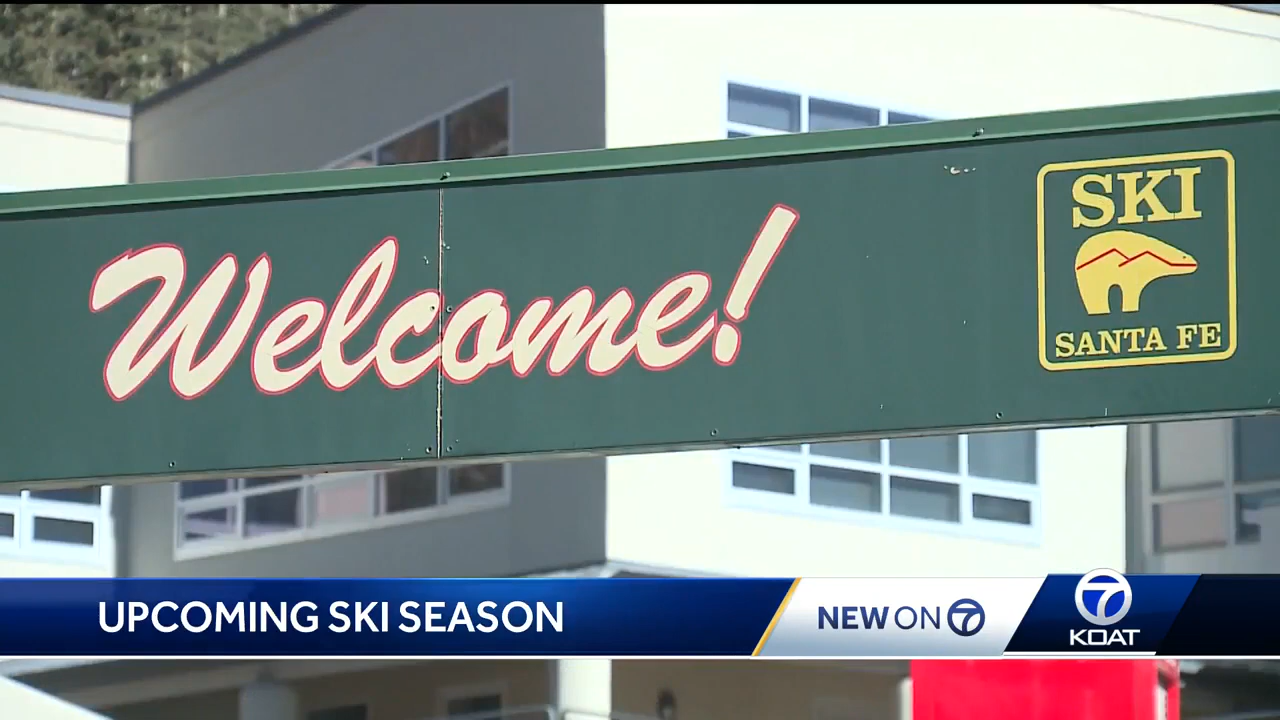 Welcome!
SKI
SANTA FE
UPCOMING SKI SEASON
NEW ON 7
7
KOAT